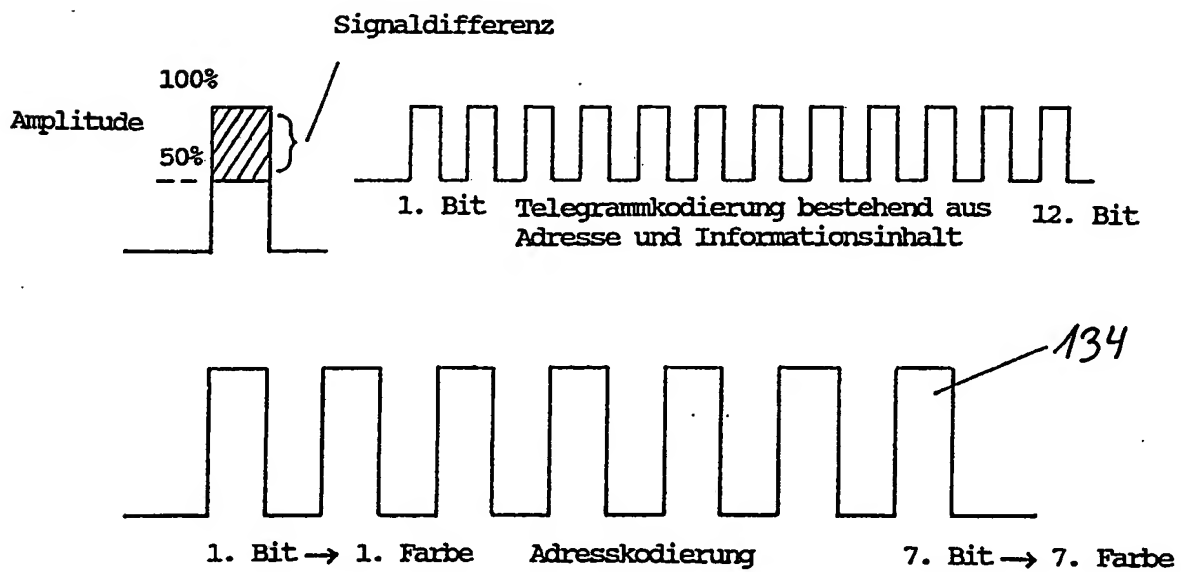 Signaldifferenz
100%
Amplitude
50%
1. Bit
Telegrammkodierung bestehend aus
Adresse und Informationsinhalt
12. Bit
134
1. Bit → 1. Farbe
Adresskodierung
7. Bit → 7. Farbe